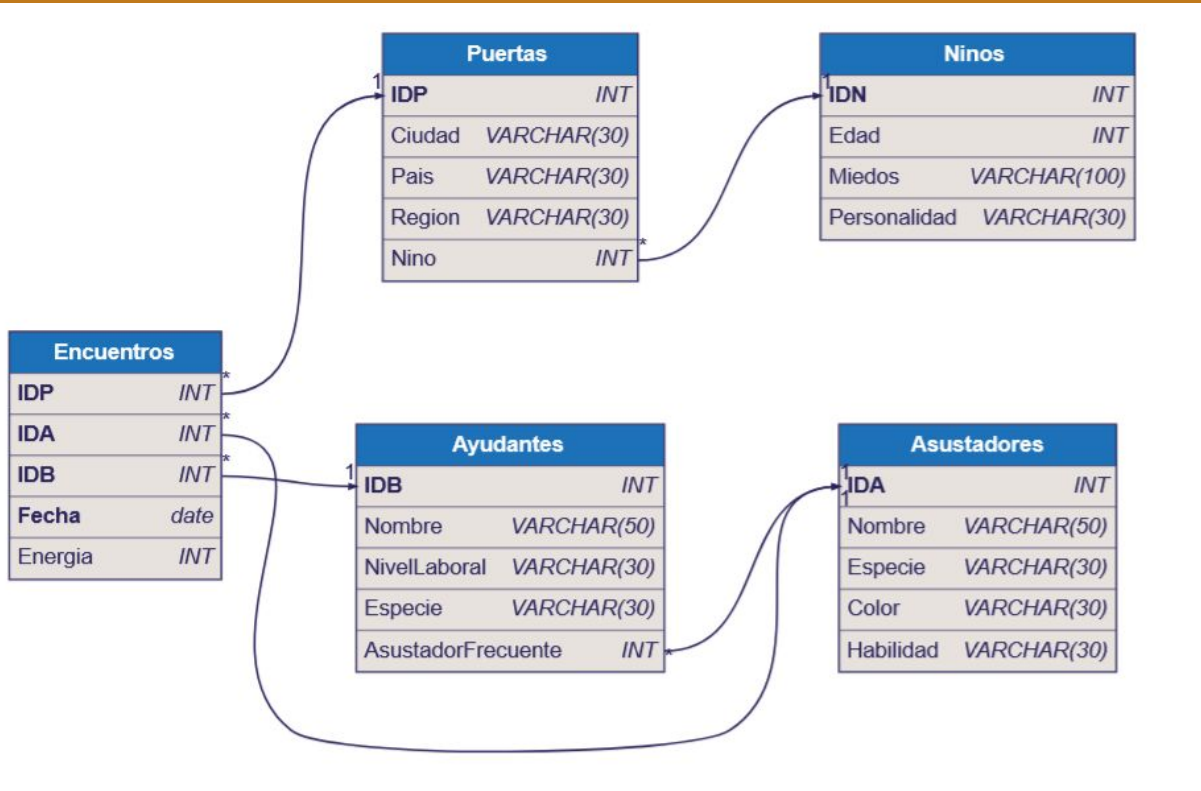 Puertas
1
IDP INT
Ciudad VARCHAR(30)
Pais VARCHAR(30)
Region VARCHAR(30)
*
Nino INT
Ninos
1
IDN INT
Edad INT
Miedos VARCHAR(100)
Personalidad VARCHAR(30)
Encuentros
*
IDP INT
*
IDA INT
*
IDB INT
Fecha date
Energia INT
Ayudantes
1
IDB INT
Nombre VARCHAR(50)
NivelLaboral VARCHAR(30)
Especie VARCHAR(30)
AsustadorFrecuente INT *
Asustadores
1
IDA INT
1
Nombre VARCHAR(50)
Especie VARCHAR(30)
Color VARCHAR(30)
Habilidad VARCHAR(30)